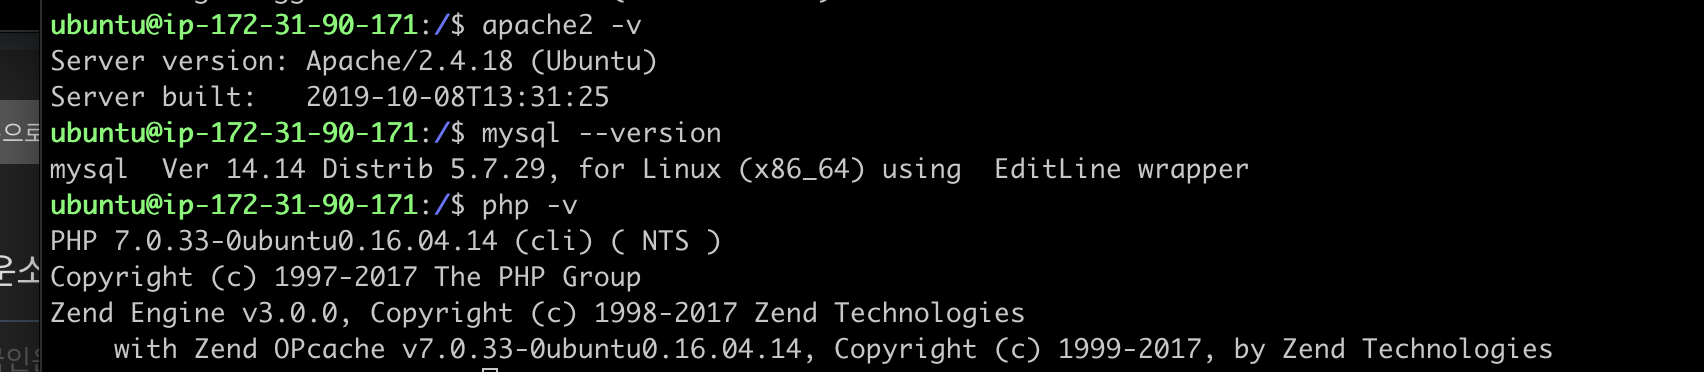 ubuntu@ip-172-31-90-171:/$ apache2 -v
Server version: Apache/2.4.18 (Ubuntu)
Server built:   2019-10-08T13:31:25
으로
ubuntu@ip-172-31-90-171:/$ mysql --version
mysql  Ver 14.14 Distrib 5.7.29, for Linux (x86_64) using  EditLine wrapper
ubuntu@ip-172-31-90-171:/$ php -v
PHP 7.0.33-0ubuntu0.16.04.14 (cli) ( NTS )
Copyright (c) 1997-2017 The PHP Group
Zend Engine v3.0.0, Copyright (c) 1998-2017 Zend Technologies
    with Zend OPcache v7.0.33-0ubuntu0.16.04.14, Copyright (c) 1999-2017, by Zend Technologies